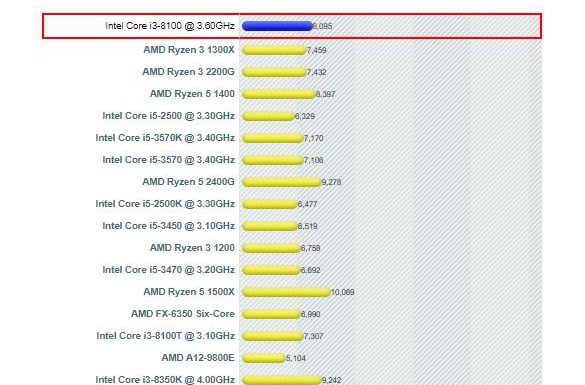 Intel Core i3-8100 @ 3.60GHz 8,095
AMD Ryzen 3 1300X 7,459
AMD Ryzen 3 2200G 7,432
AMD Ryzen 5 1400 8,397
Intel Core i5-2500 @ 3.30GHz 6,329
Intel Core i5-3570K @ 3.40GHz 7,170
Intel Core i5-3570 @ 3.40GHz 7,106
AMD Ryzen 5 2400G 9,278
Intel Core i5-2500K @ 3.30GHz 6,477
Intel Core i5-3450 @ 3.10GHz 6,519
AMD Ryzen 3 1200 6,758
Intel Core i5-3470 @ 3.20GHz 6,692
AMD Ryzen 5 1500X 10,069
AMD FX-6350 Six-Core 6,990
Intel Core i3-8100T @ 3.10GHz 7,307
AMD A12-9800E 5,104
Intel Core i3-8350K @ 4.00GHz 9,242